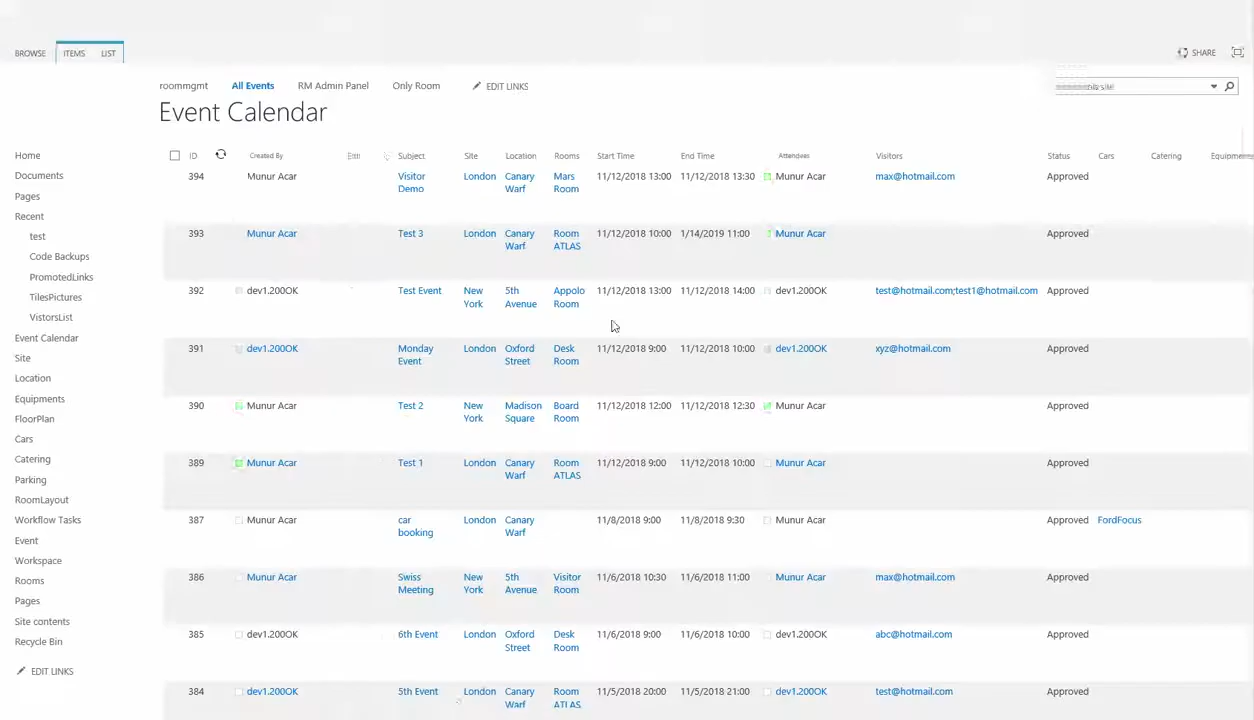 BROWSE ITEMS LIST SHARE
roommgmt All Events RM Admin Panel Only Room EDIT LINKS
Event Calendar
Home
Documents
Pages
Recent
test
Code Backups
PromotedLinks
TilesPictures
VistorsList
Event Calendar
Site
Location
Equipments
FloorPlan
Cars
Catering
Parking
RoomLayout
Workflow Tasks
Event
Workspace
Rooms
Pages
Site contents
Recycle Bin
EDIT LINKS
ID Created By Edit Subject Site Location Rooms Start Time End Time Attendees Visitors Status Cars Catering Equipments
394 Munur Acar Visitor London Canary Mars 11/12/2018 13:00 11/12/2018 13:30 Munur Acar max@hotmail.com Approved
Demo Warf Room
393 Munur Acar Test 3 London Canary Room 11/12/2018 10:00 1/14/2019 11:00 Munur Acar Approved
Warf ATLAS
392 dev1.200OK Test Event New 5th Appolo 11/12/2018 13:00 11/12/2018 14:00 dev1.200OK test@hotmail.com;test1@hotmail.com Approved
York Avenue Room
391 dev1.200OK Monday London Oxford Desk 11/12/2018 9:00 11/12/2018 10:00 dev1.200OK xyz@hotmail.com Approved
Event Street Room
390 Munur Acar Test 2 New Madison Board 11/12/2018 12:00 11/12/2018 12:30 Munur Acar Approved
York Square Room
389 Munur Acar Test 1 London Canary Room 11/12/2018 9:00 11/12/2018 10:00 Munur Acar Approved
Warf ATLAS
387 Munur Acar car London Canary 11/8/2018 9:00 11/8/2018 9:30 Munur Acar Approved FordFocus
booking Warf
386 Munur Acar Swiss New 5th Visitor 11/6/2018 10:30 11/6/2018 11:00 Munur Acar max@hotmail.com Approved
Meeting York Avenue Room
385 dev1.200OK 6th Event London Oxford Desk 11/6/2018 9:00 11/6/2018 10:00 dev1.200OK abc@hotmail.com Approved
Street Room
384 dev1.200OK 5th Event London Canary Room 11/5/2018 20:00 11/5/2018 21:00 dev1.200OK test@hotmail.com Approved
Warf ATLAS